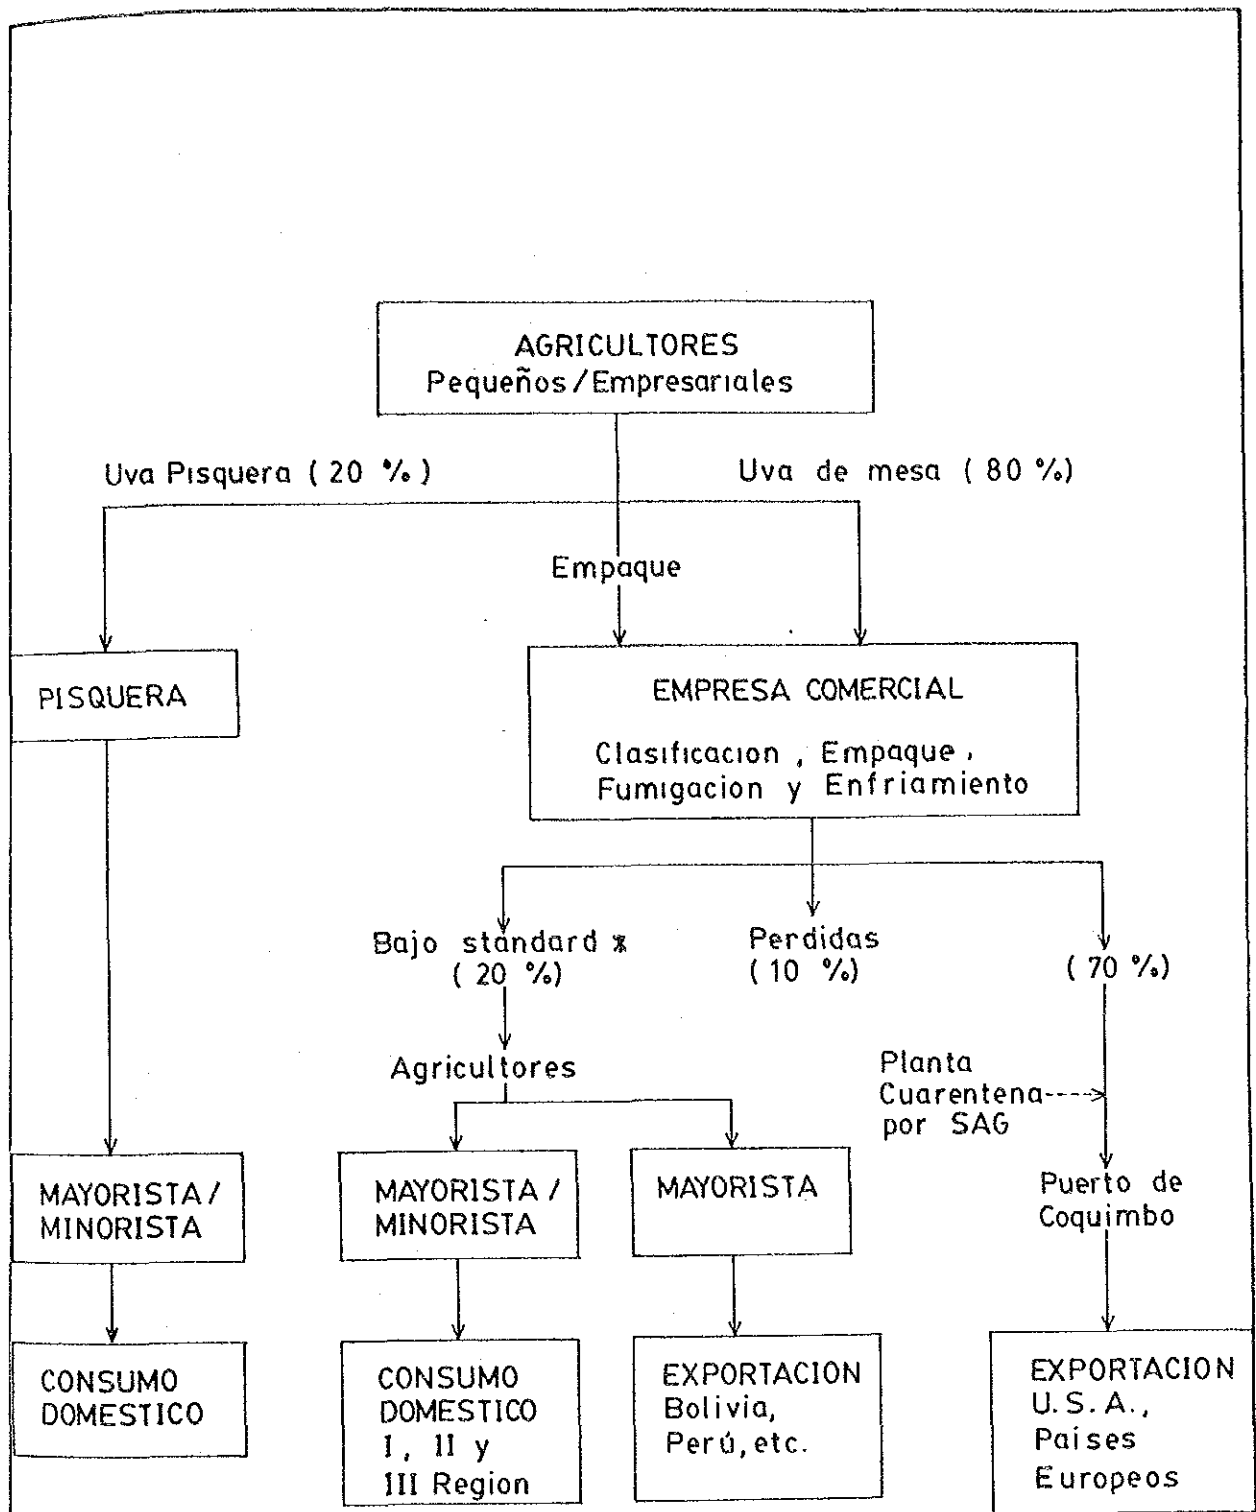 AGRICULTORES
Pequeños/Empresariales
Uva Pisquera (20 %)
Uva de mesa (80 %)
Empaque
PISQUERA
EMPRESA COMERCIAL
Clasificacion, Empaque,
Fumigacion y Enfriamiento
Bajo standard *
(20 %)
Perdidas
(10 %)
(70 %)
Agricultores
Planta
Cuarentena
por SAG
MAYORISTA/
MINORISTA
MAYORISTA/
MINORISTA
MAYORISTA
Puerto de
Coquimbo
CONSUMO
DOMESTICO
CONSUMO
DOMESTICO
I, II y
III Region
EXPORTACION
Bolivia,
Perú, etc.
EXPORTACION
U.S.A.,
Países
Europeos